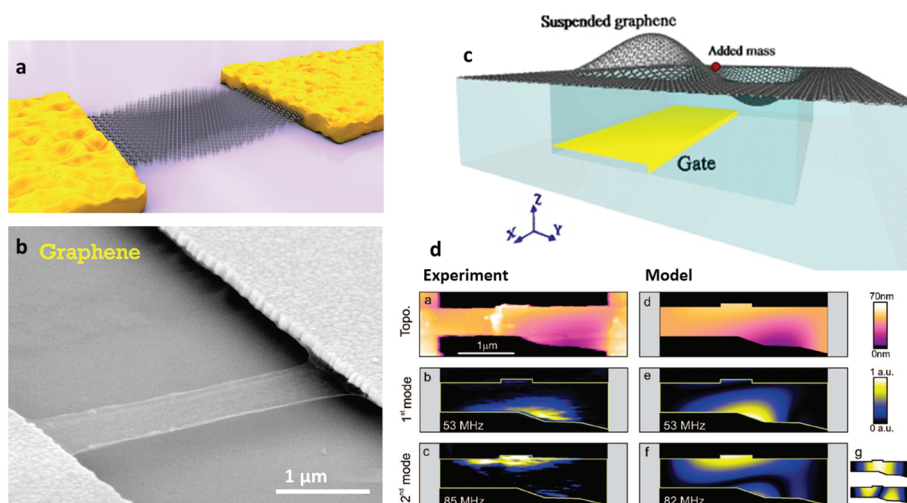 a
b
Graphene
1 μm
Suspended graphene
c
Added mass
Gate
Z
X
Y
d
Experiment
Model
Topo.
a
1μm
d
70nm
0nm
1st mode
b
53 MHz
e
53 MHz
1 a.u.
0 a.u.
2nd mode
c
85 MHz
f
82 MHz
g